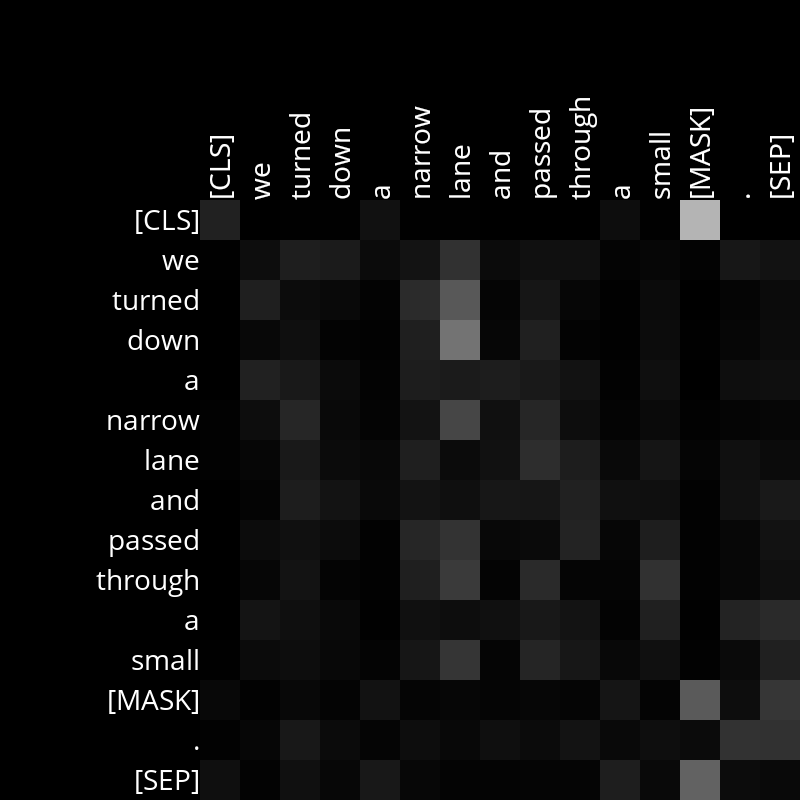 [CLS] we turned down a narrow lane and passed through a small [MASK] . [SEP]
[CLS]
we
turned
down
a
narrow
lane
and
passed
through
a
small
[MASK]
.
[SEP]